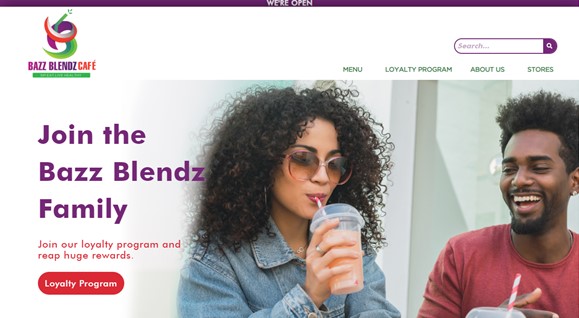 WE'RE OPEN
BAZZ BLENDZ CAFÉ
Search...
MENU
LOYALTY PROGRAM
ABOUT US
STORES
Join the
Bazz Blendz
Family
Join our loyalty program and
reap huge rewards.
Loyalty Program